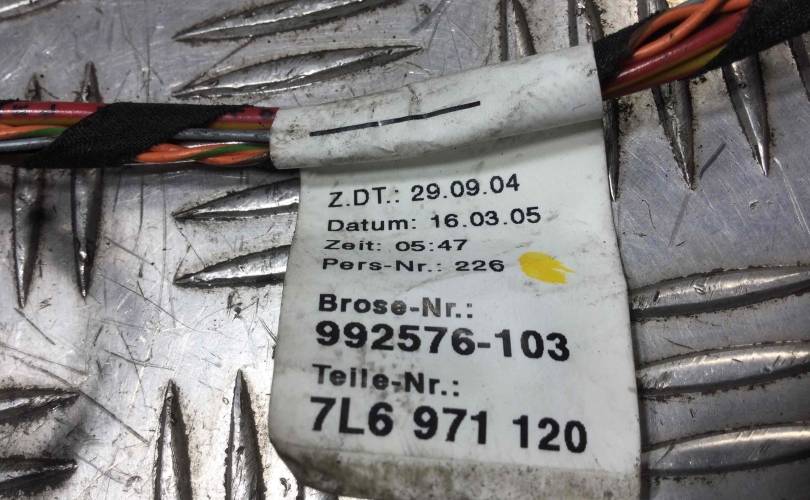 Z.DT.: 29.09.04
Datum: 16.03.05
Zeit: 05:47
Pers-Nr.: 226
Brose-Nr.:
992576-103
Teile-Nr.:
7L6 971 120